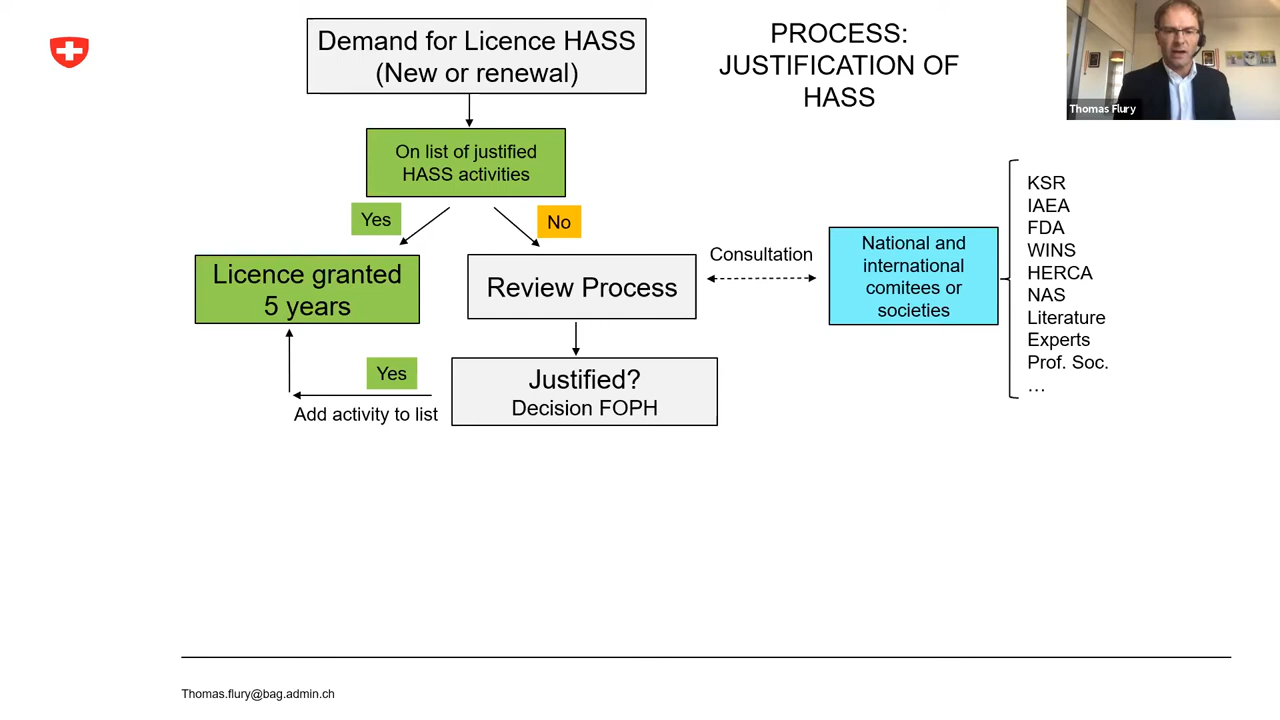 Demand for Licence HASS
(New or renewal)
PROCESS:
JUSTIFICATION OF
HASS
Thomas Flury
On list of justified
HASS activities
Yes
No
Licence granted
5 years
Review Process
Consultation
National and
international
comitees or
societies
KSR
IAEA
FDA
WINS
HERCA
NAS
Literature
Experts
Prof. Soc.
...
Justified?
Decision FOPH
Yes
Add activity to list
Thomas.flury@bag.admin.ch